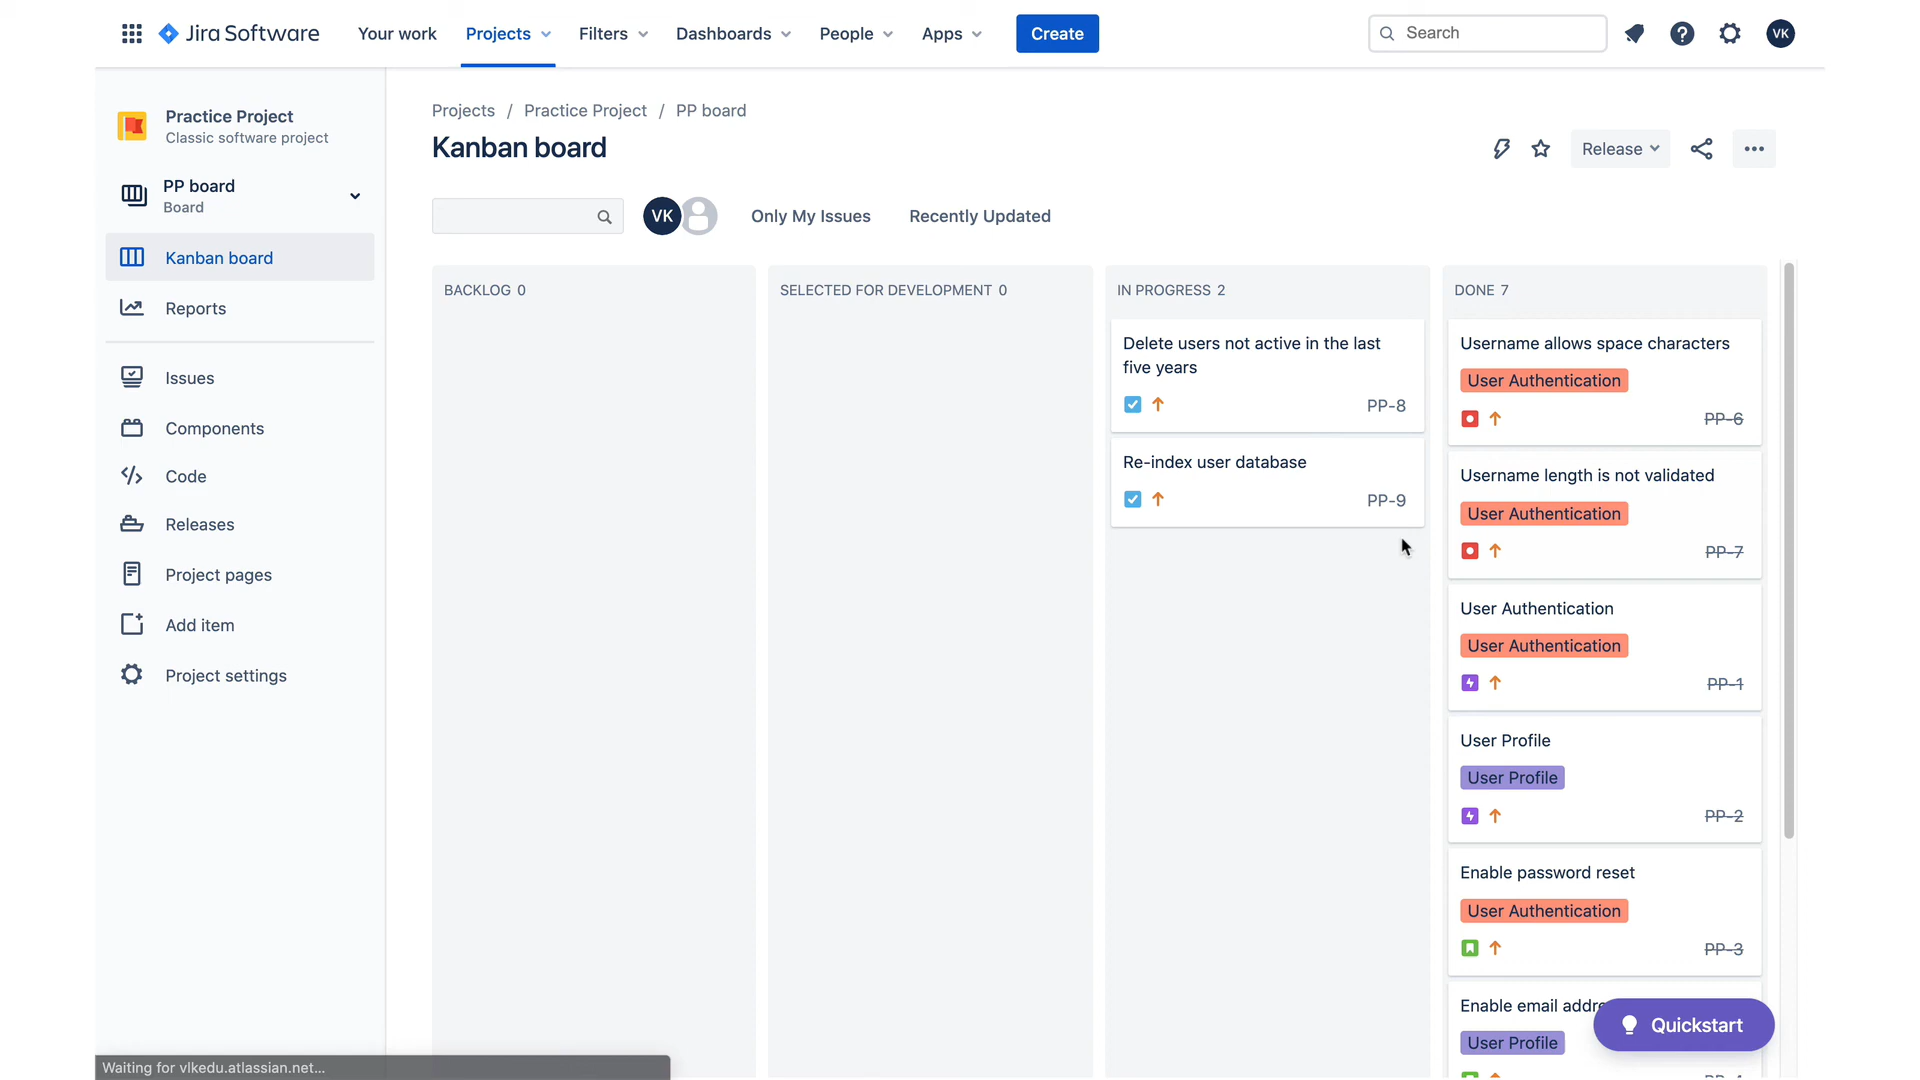 Jira Software
Your work
Projects
Filters
Dashboards
People
Apps
Create
Search
VK
Practice Project
Classic software project
PP board
Board
Kanban board
Reports
Issues
Components
Code
Releases
Project pages
Add item
Project settings
Projects / Practice Project / PP board
Kanban board
Release
VK
Only My Issues
Recently Updated
BACKLOG 0
SELECTED FOR DEVELOPMENT 0
IN PROGRESS 2
Delete users not active in the last
five years
PP-8
Re-index user database
PP-9
DONE 7
Username allows space characters
User Authentication
PP-6
Username length is not validated
User Authentication
PP-7
User Authentication
User Authentication
PP-1
User Profile
User Profile
PP-2
Enable password reset
User Authentication
PP-3
Enable email
User Profile
Quickstart
Waiting for vlkedu.atlassian.net...